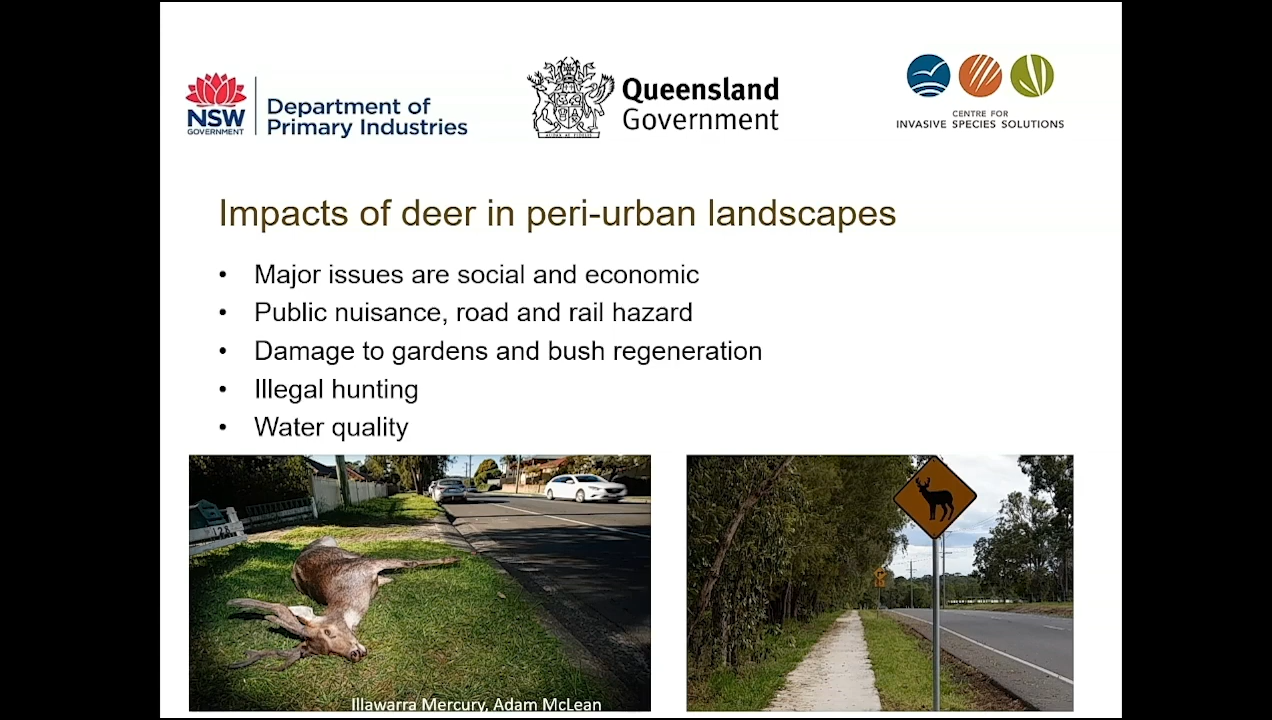 NSW
GOVERNMENT
Department of
Primary Industries
Queensland
Government
CENTRE FOR
INVASIVE SPECIES SOLUTIONS
Impacts of deer in peri-urban landscapes
• Major issues are social and economic
• Public nuisance, road and rail hazard
• Damage to gardens and bush regeneration
• Illegal hunting
• Water quality
Illawarra Mercury, Adam McLean